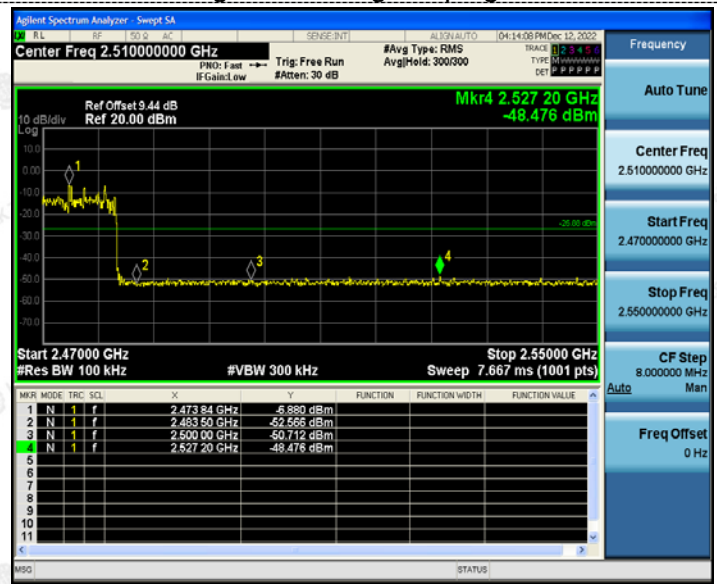 Agilent Spectrum Analyzer - Swept SA
RL RF 50 Ω AC SENSE:INT ALIGNAUTO 04:14:08 PM Dec 12, 2022
Center Freq 2.510000000 GHz
PNO: Fast
IFGain:Low
Trig: Free Run
#Atten: 30 dB
#Avg Type: RMS
Avg|Hold: 300/300
TRACE 1 2 3 4 5 6
TYPE M
DET P P P P P P
Frequency
Auto Tune
Center Freq
2.510000000 GHz
Start Freq
2.470000000 GHz
Stop Freq
2.550000000 GHz
CF Step
8.000000 MHz
Auto Man
Freq Offset
0 Hz
Mkr4 2.527 20 GHz
-48.476 dBm
Ref Offset 9.44 dB
10 dB/div Ref 20.00 dBm
Log
10.0
0.00
-10.0
-20.0
-30.0
-40.0
-50.0
-60.0
-70.0
1
2
3
4
Start 2.47000 GHz Stop 2.55000 GHz
#Res BW 100 kHz #VBW 300 kHz Sweep 7.667 ms (1001 pts)
MKR MODE TRC SCL X Y FUNCTION FUNCTION WIDTH FUNCTION VALUE
1 N 1 f 2.473 84 GHz -6.880 dBm
2 N 1 f 2.483 50 GHz -52.566 dBm
3 N 1 f 2.500 00 GHz -50.712 dBm
4 N 1 f 2.527 20 GHz -48.476 dBm
5
6
7
8
9
10
11
MSG STATUS